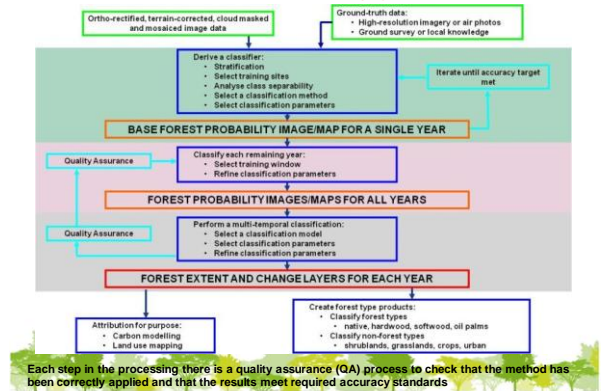 Ortho-rectified, terrain-corrected, cloud masked
and mosaiced image data
Ground-truth data:
• High-resolution imagery or air photos
• Ground survey or local knowledge
Derive a classifier:
• Stratification
• Select training sites
• Analyse class separability
• Select a classification method
• Select classification parameters
Iterate until accuracy target
met
BASE FOREST PROBABILITY IMAGE/MAP FOR A SINGLE YEAR
Quality Assurance
Classify each remaining year:
• Select training window
• Refine classification parameters
FOREST PROBABILITY IMAGES/MAPS FOR ALL YEARS
Quality Assurance
Perform a multi-temporal classification:
• Select a classification model
• Select classification parameters
• Refine classification parameters
FOREST EXTENT AND CHANGE LAYERS FOR EACH YEAR
Attribution for purpose:
• Carbon modelling
• Land use mapping
Create forest type products:
• Classify forest types
• native, hardwood, softwood, oil palms
• Classify non-forest types
• shrublands, grasslands, crops, urban
Each step in the processing there is a quality assurance (QA) process to check that the method has
been correctly applied and that the results meet required accuracy standards